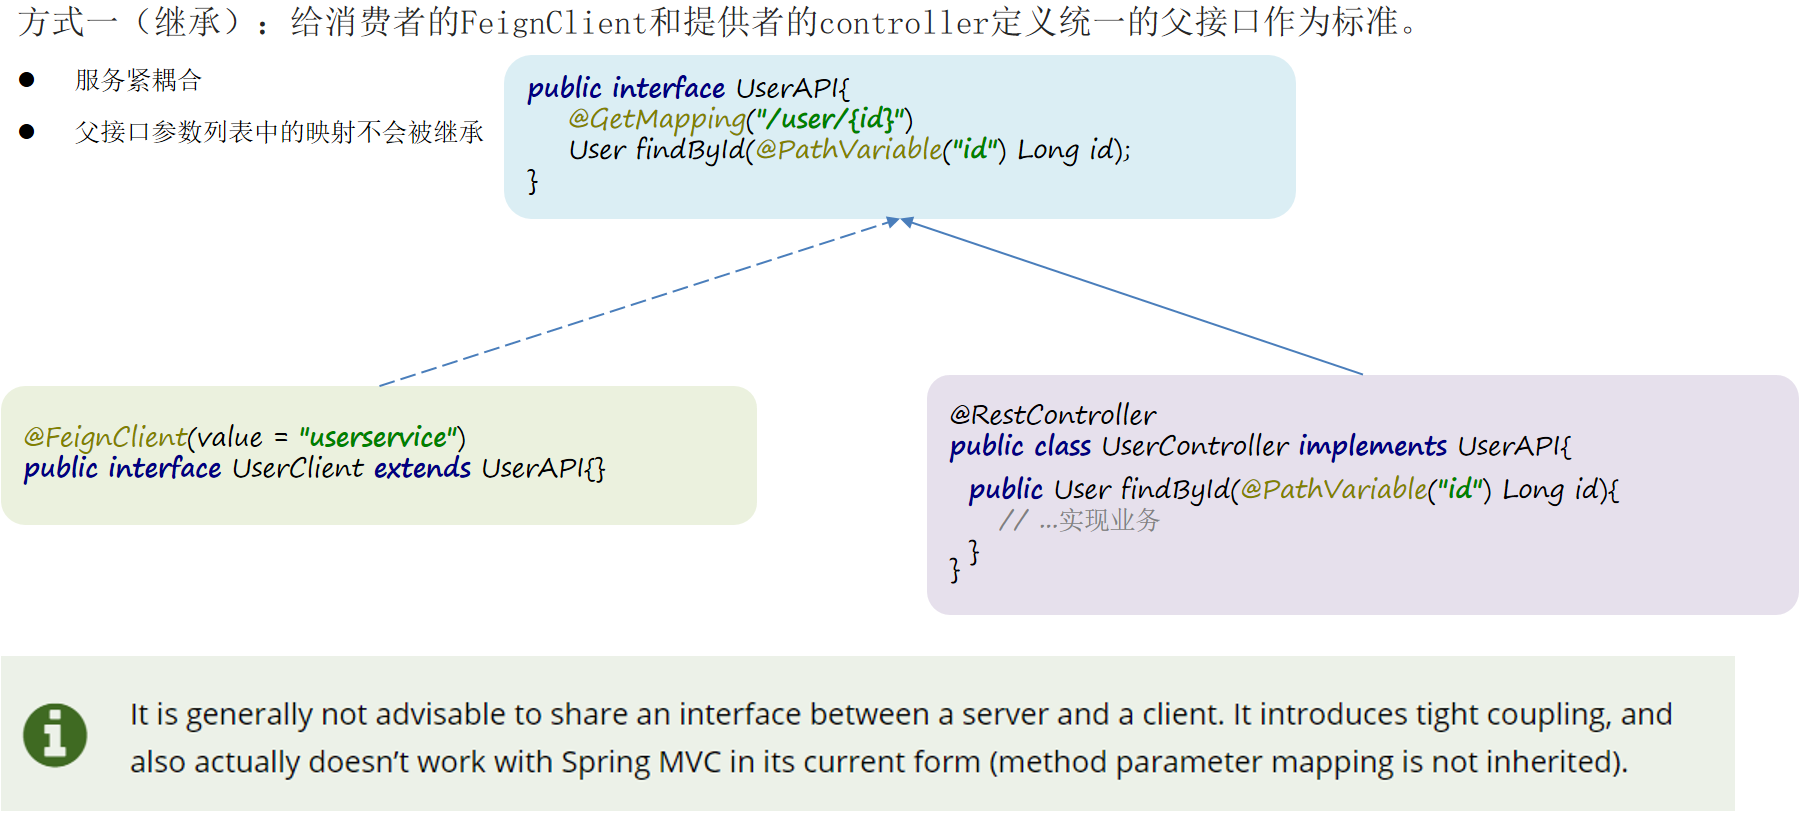 方式一（继承）：给消费者的FeignClient和提供者的controller定义统一的父接口作为标准。
● 服务紧耦合
● 父接口参数列表中的映射不会被继承
public interface UserAPI{
@GetMapping("/user/{id}")
User findById(@PathVariable("id") Long id);
}
@FeignClient(value = "userservice")
public interface UserClient extends UserAPI{}
@RestController
public class UserController implements UserAPI{
public User findById(@PathVariable("id") Long id){
// ...实现业务
}
}
It is generally not advisable to share an interface between a server and a client. It introduces tight coupling, and
also actually doesn’t work with Spring MVC in its current form (method parameter mapping is not inherited).